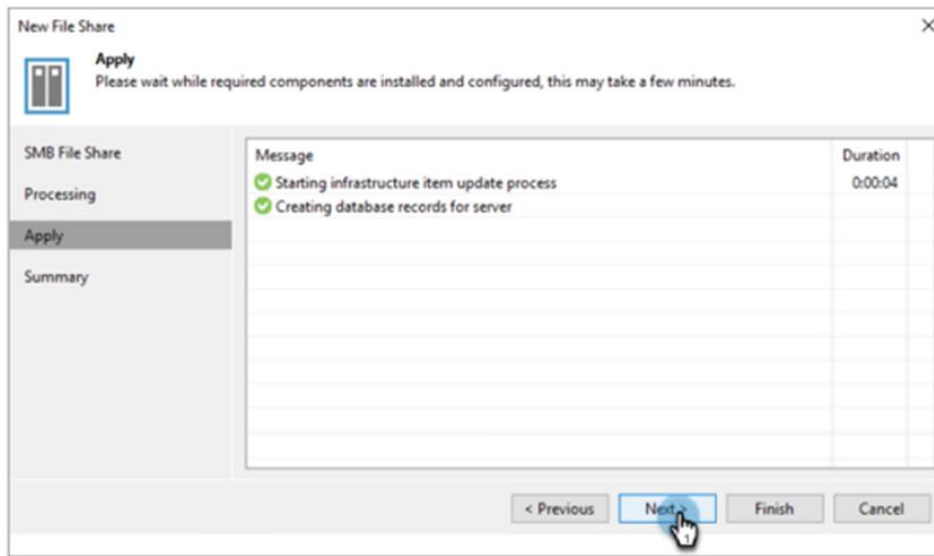 New File Share
Apply
Please wait while required components are installed and configured, this may take a few minutes.
SMB File Share
Processing
Apply
Summary
Message Duration
Starting infrastructure item update process 0:00:04
Creating database records for server
< Previous Next > Finish Cancel
1